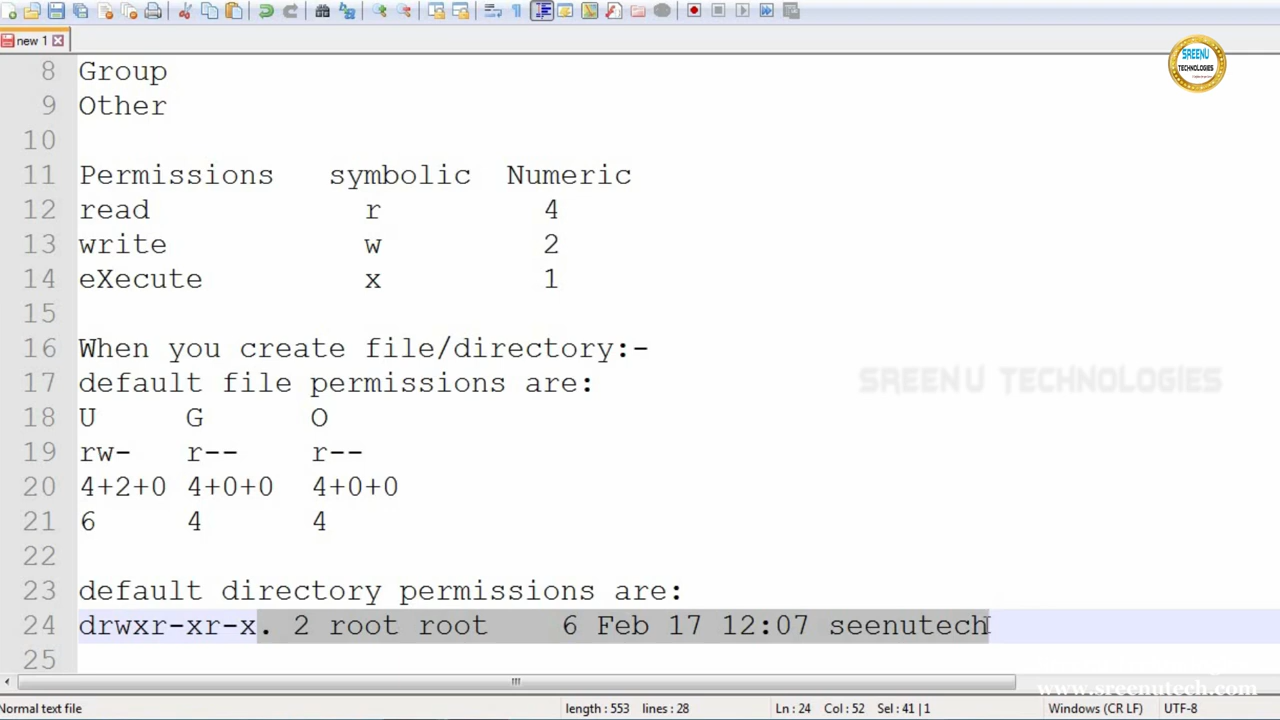 new 1
SREENU
TECHNOLOGIES
8 Group
9 Other
10
11 Permissions symbolic Numeric
12 read r 4
13 write w 2
14 eXecute x 1
15
16 When you create file/directory:-
17 default file permissions are:
SREENU TECHNOLOGIES
18 U G O
19 rw- r-- r--
20 4+2+0 4+0+0 4+0+0
21 6 4 4
22
23 default directory permissions are:
24 drwxr-xr-x. 2 root root 6 Feb 17 12:07 seenutech
25
www.sreenutech.com
Normal text file length : 553 lines : 28 Ln : 24 Col : 52 Sel : 41 | 1 Windows (CR LF) UTF-8